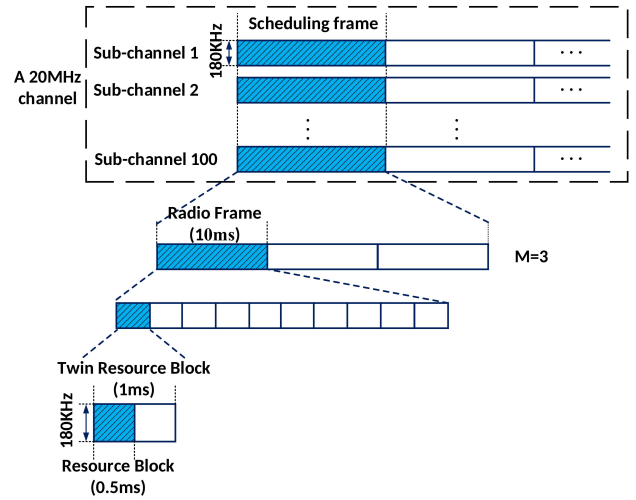 Scheduling frame
180KHz
Sub-channel 1
...
Sub-channel 2
...
A 20MHz
channel
Sub-channel 100
...
Radio Frame
(10ms)
M=3
Twin Resource Block
(1ms)
180KHz
Resource Block
(0.5ms)